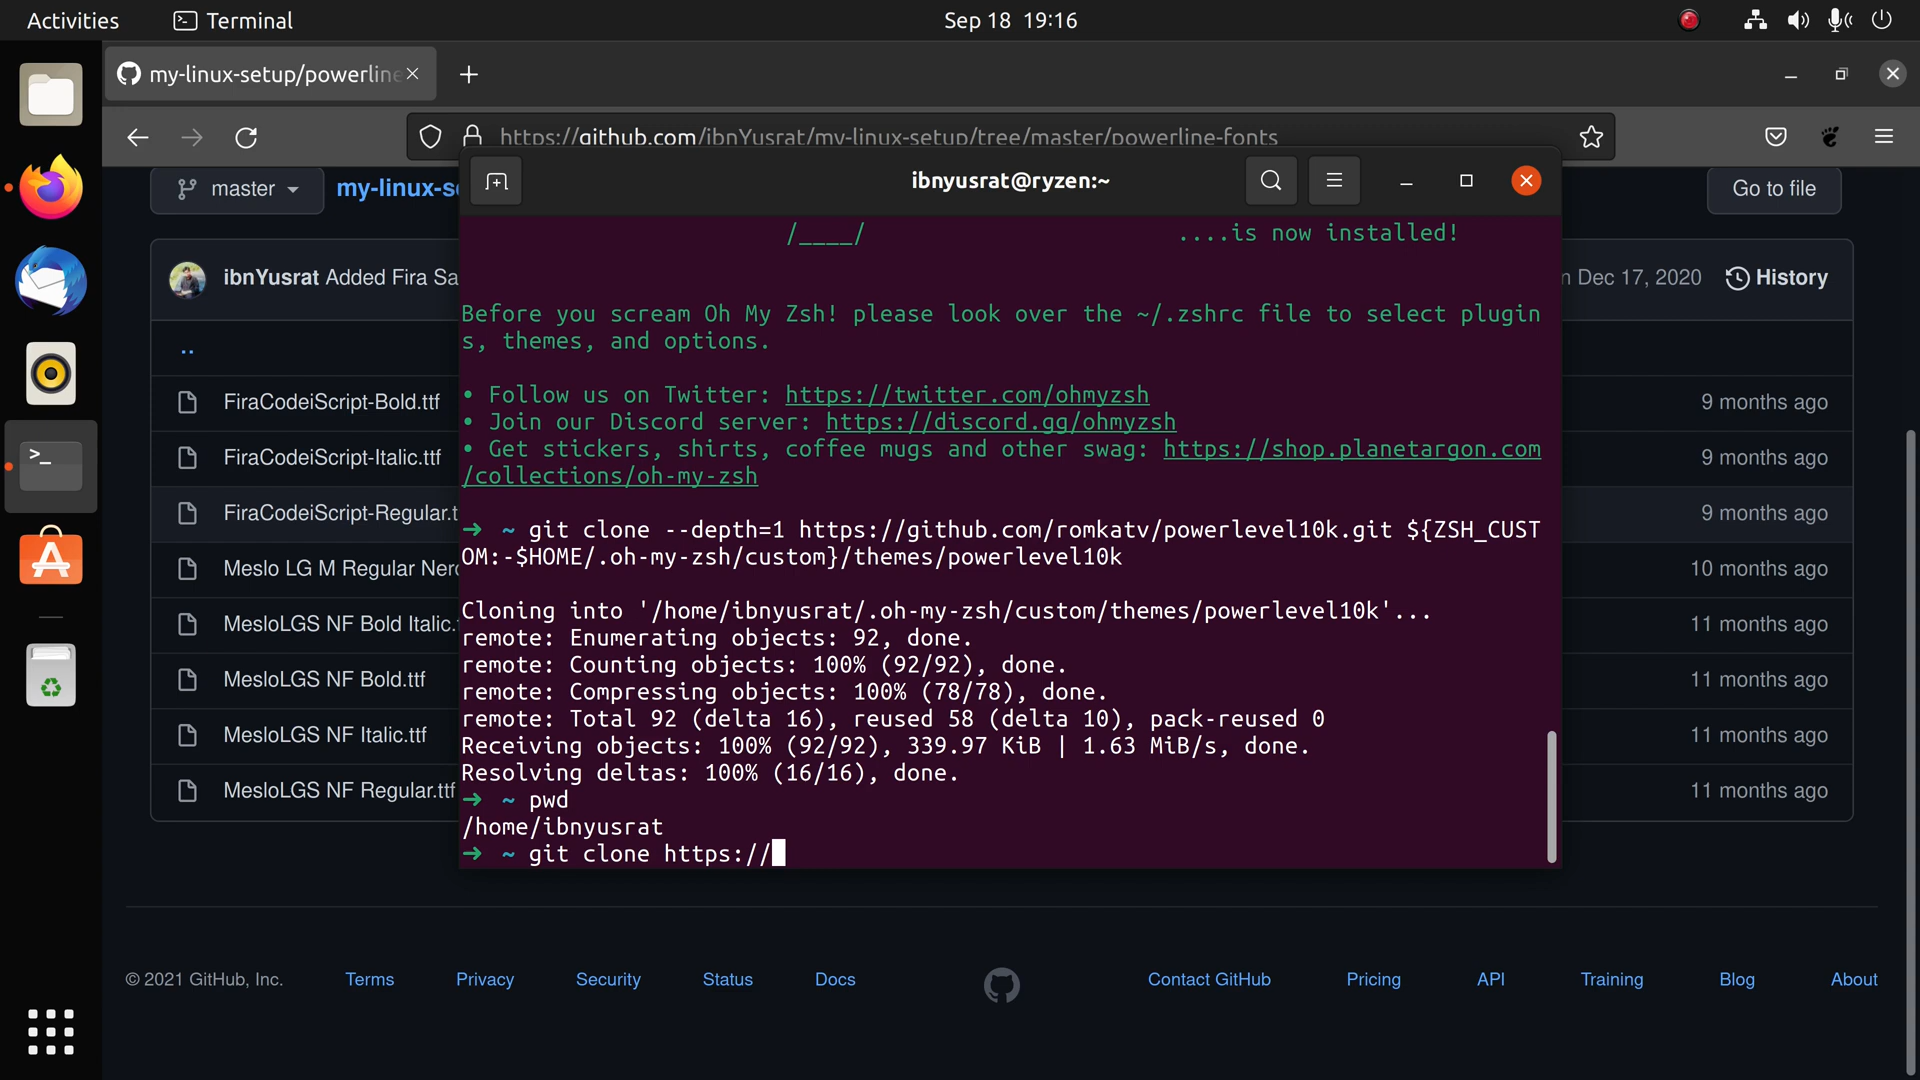 Activities
Terminal
Sep 18 19:16
my-linux-setup/powerline
https://github.com/ibnYusrat/my-linux-setup/tree/master/powerline-fonts
master
my-linux-s
Go to file
ibnYusrat Added Fira Sa
Dec 17, 2020
History
..
FiraCodeiScript-Bold.ttf
9 months ago
FiraCodeiScript-Italic.ttf
9 months ago
FiraCodeiScript-Regular.t
9 months ago
Meslo LG M Regular Ner
10 months ago
MesloLGS NF Bold Italic.
11 months ago
MesloLGS NF Bold.ttf
11 months ago
MesloLGS NF Italic.ttf
11 months ago
MesloLGS NF Regular.ttf
11 months ago
ibnyusrat@ryzen:~
/____/ ....is now installed!
Before you scream Oh My Zsh! please look over the ~/.zshrc file to select plugin
s, themes, and options.
• Follow us on Twitter: https://twitter.com/ohmyzsh
• Join our Discord server: https://discord.gg/ohmyzsh
• Get stickers, shirts, coffee mugs and other swag: https://shop.planetargon.com
/collections/oh-my-zsh
➜ ~ git clone --depth=1 https://github.com/romkatv/powerlevel10k.git ${ZSH_CUST
OM:-$HOME/.oh-my-zsh/custom}/themes/powerlevel10k
Cloning into '/home/ibnyusrat/.oh-my-zsh/custom/themes/powerlevel10k'...
remote: Enumerating objects: 92, done.
remote: Counting objects: 100% (92/92), done.
remote: Compressing objects: 100% (78/78), done.
remote: Total 92 (delta 16), reused 58 (delta 10), pack-reused 0
Receiving objects: 100% (92/92), 339.97 KiB | 1.63 MiB/s, done.
Resolving deltas: 100% (16/16), done.
➜ ~ pwd
/home/ibnyusrat
➜ ~ git clone https://
© 2021 GitHub, Inc.
Terms
Privacy
Security
Status
Docs
Contact GitHub
Pricing
API
Training
Blog
About